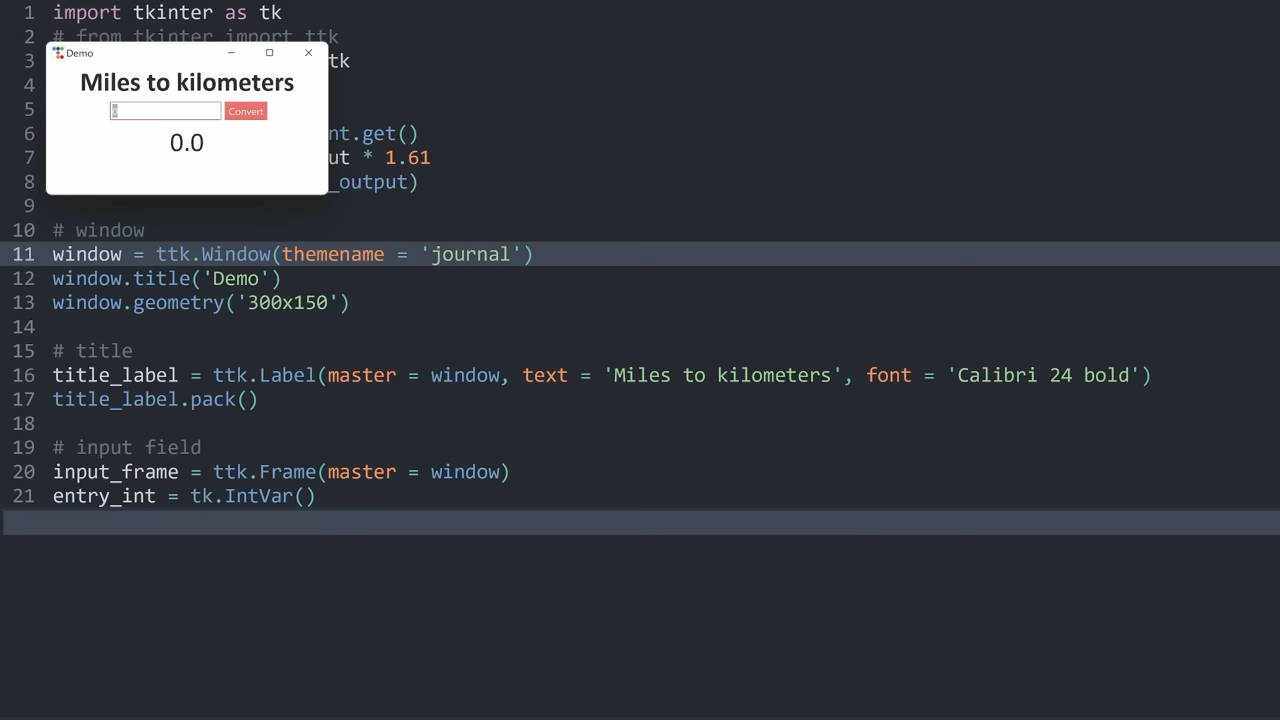 1 import tkinter as tk
2 # from tkinter import ttk
3 tk
4
5
6 nt.get()
7 ut * 1.61
8 _output)
9
10 # window
11 window = ttk.Window(themename = 'journal')
12 window.title('Demo')
13 window.geometry('300x150')
14
15 # title
16 title_label = ttk.Label(master = window, text = 'Miles to kilometers', font = 'Calibri 24 bold')
17 title_label.pack()
18
19 # input field
20 input_frame = ttk.Frame(master = window)
21 entry_int = tk.IntVar()
Demo
Miles to kilometers
Convert
0.0